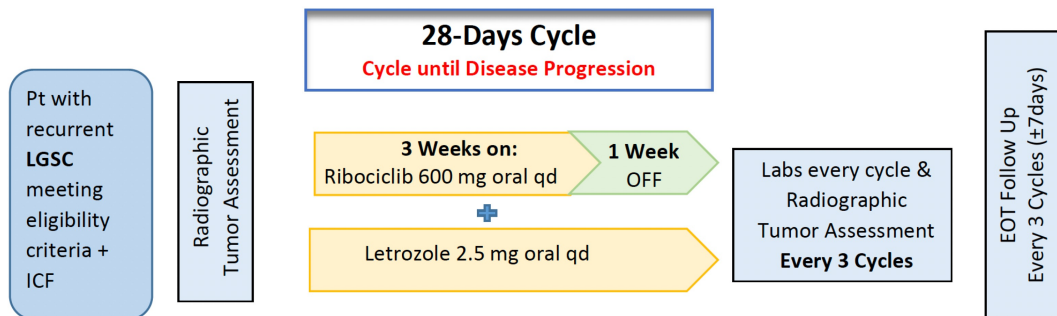 28-Days Cycle
Cycle until Disease Progression
Pt with
recurrent
LGSC
meeting
eligibility
criteria +
ICF
Radiographic
Tumor Assessment
3 Weeks on:
Ribociclib 600 mg oral qd
1 Week
OFF
Letrozole 2.5 mg oral qd
Labs every cycle &
Radiographic
Tumor Assessment
Every 3 Cycles
EOT Follow Up
Every 3 Cycles (±7days)